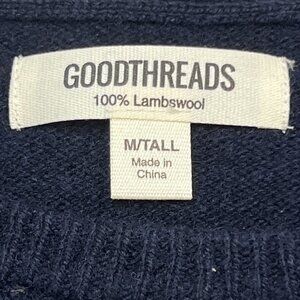 GOODTHREADS
100% Lambswool
M/TALL
Made in
China